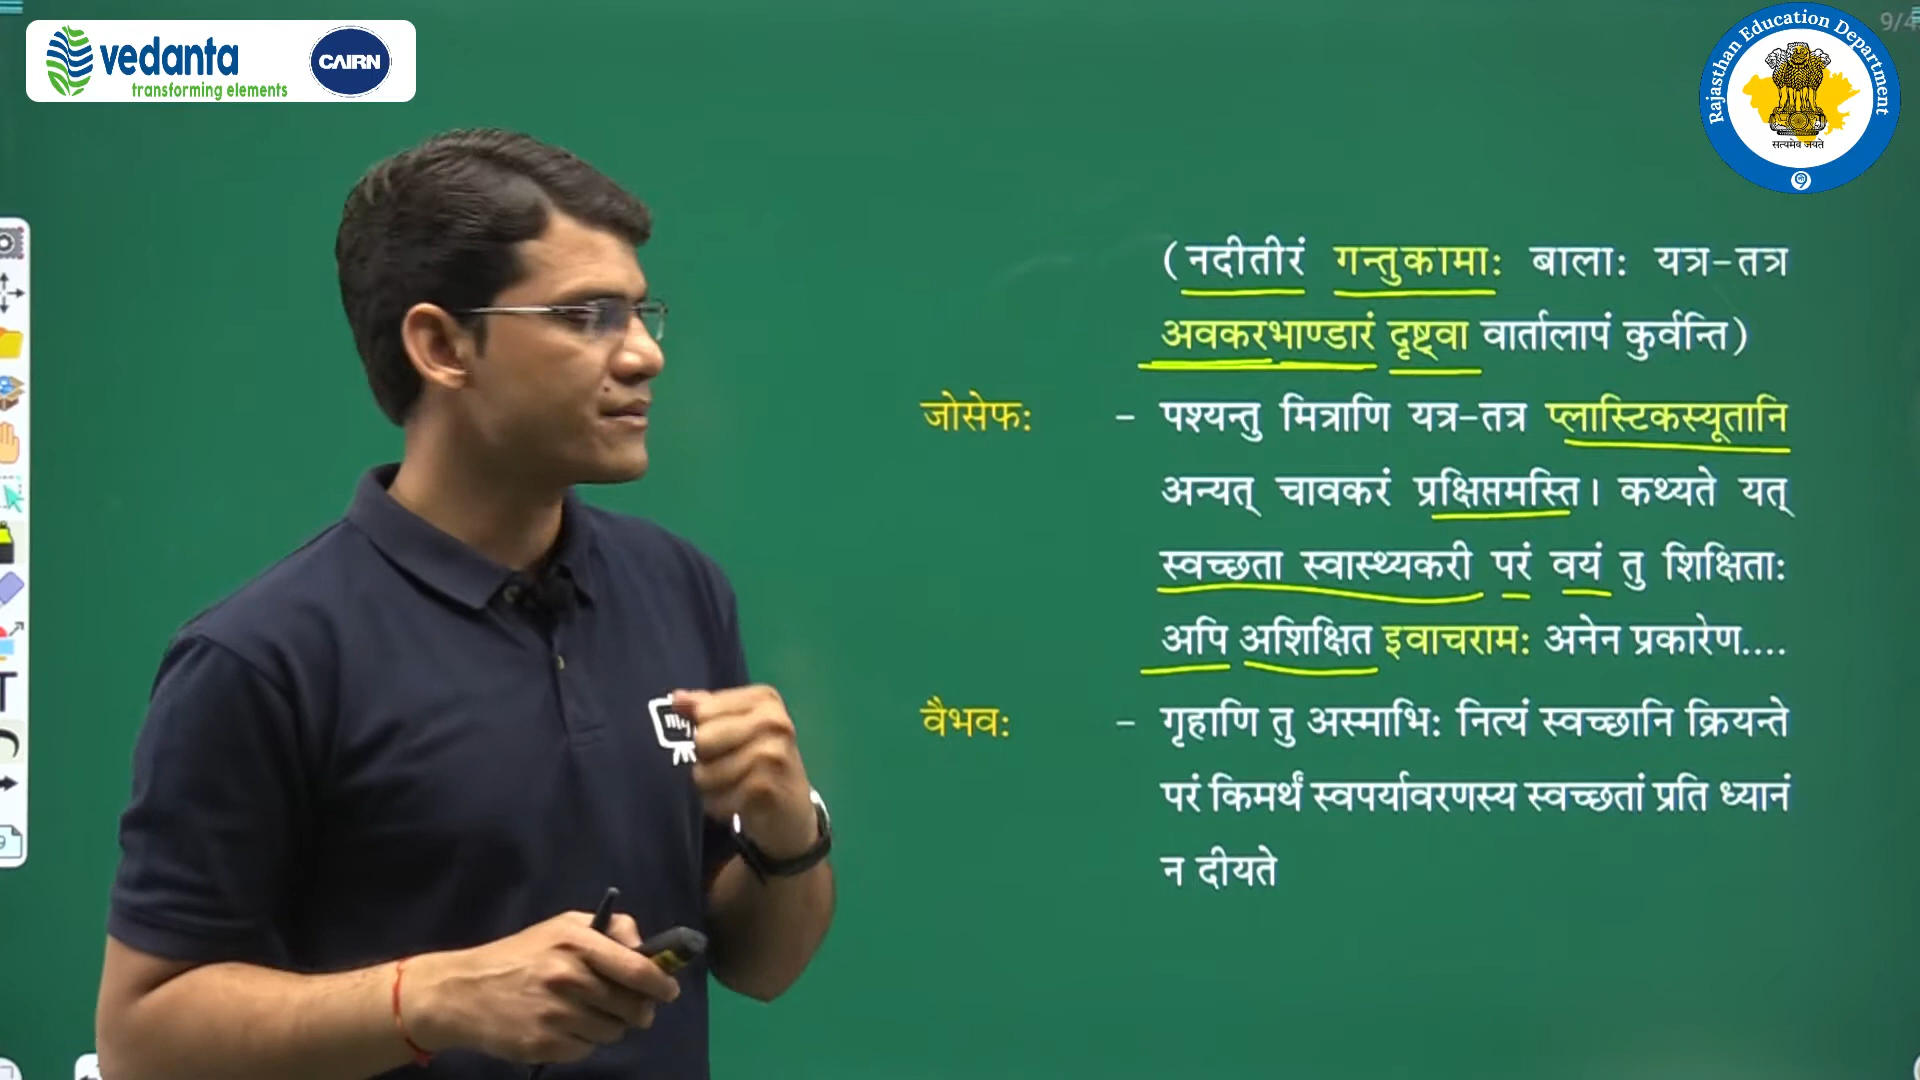 vedanta
transforming elements
CAIRN
Rajasthan Education Department
सत्यमेव जयते
9/4
(नदीतीरं गन्तुकामाः बालाः यत्र-तत्र
अवकरभाण्डारं दृष्ट्वा वार्तालापं कुर्वन्ति)
जोसेफः - पश्यन्तु मित्राणि यत्र-तत्र प्लास्टिकस्यूतानि
अन्यत् चावकरं प्रक्षिप्तमस्ति। कथ्यते यत्
स्वच्छता स्वास्थ्यकरी परं वयं तु शिक्षिताः
अपि अशिक्षित इवाचरामः अनेन प्रकारेण....
वैभवः - गृहाणि तु अस्माभिः नित्यं स्वच्छानि क्रियन्ते
परं किमर्थं स्वपर्यावरणस्य स्वच्छतां प्रति ध्यानं
न दीयते